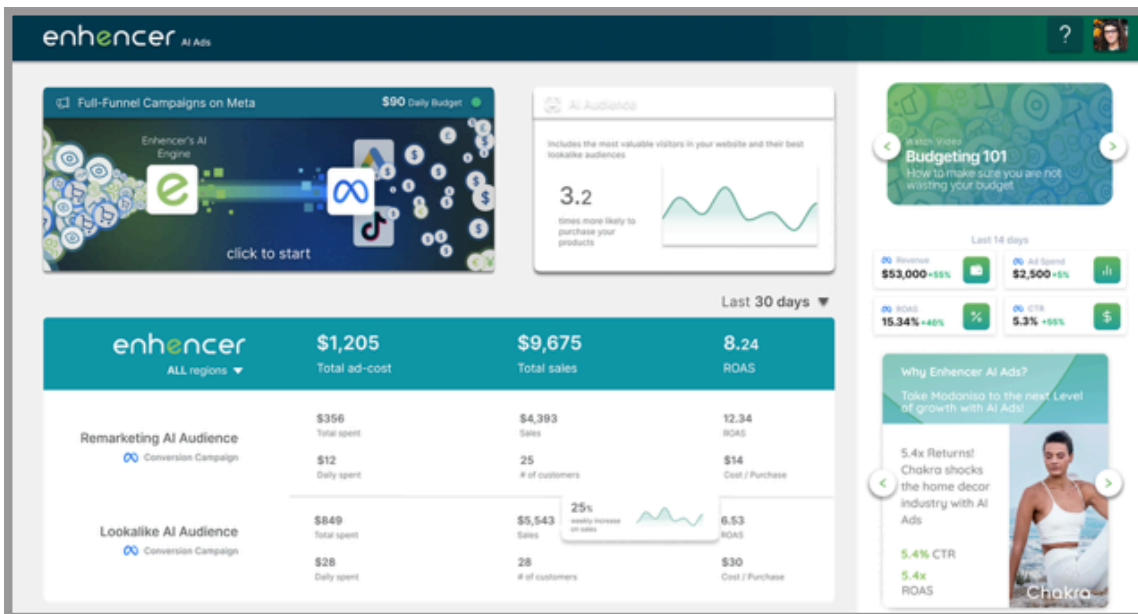 enhencer AI Ads
?
Full-Funnel Campaigns on Meta
$90 Daily Budget
Enhencer's AI
Engine
click to start
AI Audience
Includes the most valuable visitors in your website and their best
lookalike audiences
3.2
times more likely to
purchase your
products
Watch Video
Budgeting 101
How to make sure you are not
wasting your budget
Last 14 days
Revenue
$53,000 +55%
Ad Spend
$2,500 +5%
ROAS
15.34% +40%
%
CTR
5.3% +55%
$
Last 30 days
enhencer
ALL regions
$1,205
Total ad-cost
$9,675
Total sales
8.24
ROAS
Remarketing AI Audience
Conversion Campaign
$356
Total spent
$4,393
Sales
12.34
ROAS
$12
Daily spent
25
# of customers
$14
Cost / Purchase
Lookalike AI Audience
Conversion Campaign
$849
Total spent
$5,543
Sales
25%
weekly increase
on sales
6.53
ROAS
$28
Daily spent
28
# of customers
$30
Cost / Purchase
Why Enhencer AI Ads?
Take Modanisa to the next Level
of growth with AI Ads!
5.4x Returns!
Chakra shocks
the home decor
industry with AI
Ads
5.4% CTR
5.4x
ROAS
Chakra